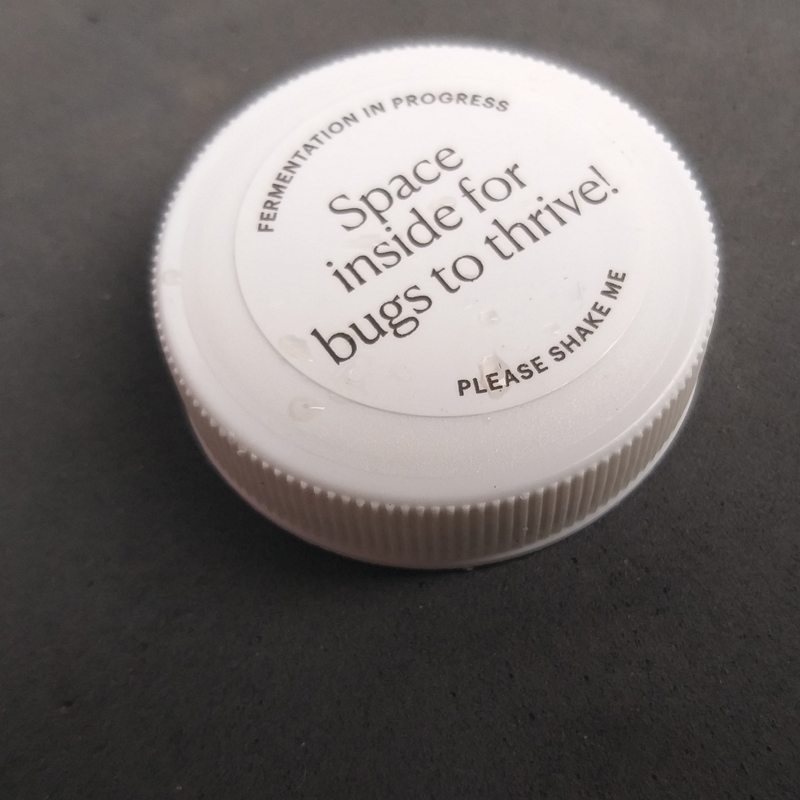 FERMENTATION IN PROGRESS
Space
inside for
bugs to thrive!
PLEASE SHAKE ME